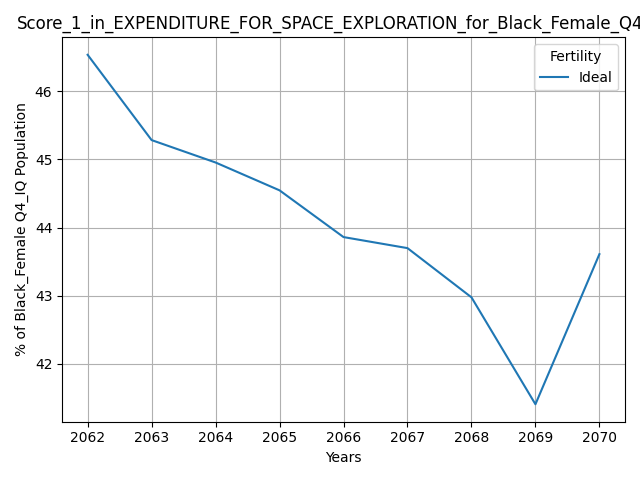 Score_1_in_EXPENDITURE_FOR_SPACE_EXPLORATION_for_Black_Female_Q4
Fertility
Ideal
% of Black_Female Q4_IQ Population
46
45
44
43
42
2062 2063 2064 2065 2066 2067 2068 2069 2070
Years